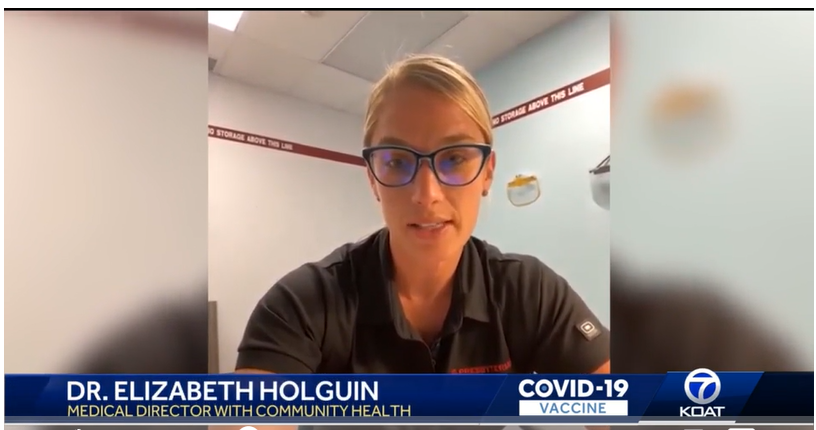 NO STORAGE ABOVE THIS LINE
NO STORAGE ABOVE THIS LINE
DR. ELIZABETH HOLGUIN
MEDICAL DIRECTOR WITH COMMUNITY HEALTH
COVID-19
VACCINE
7
KOAT